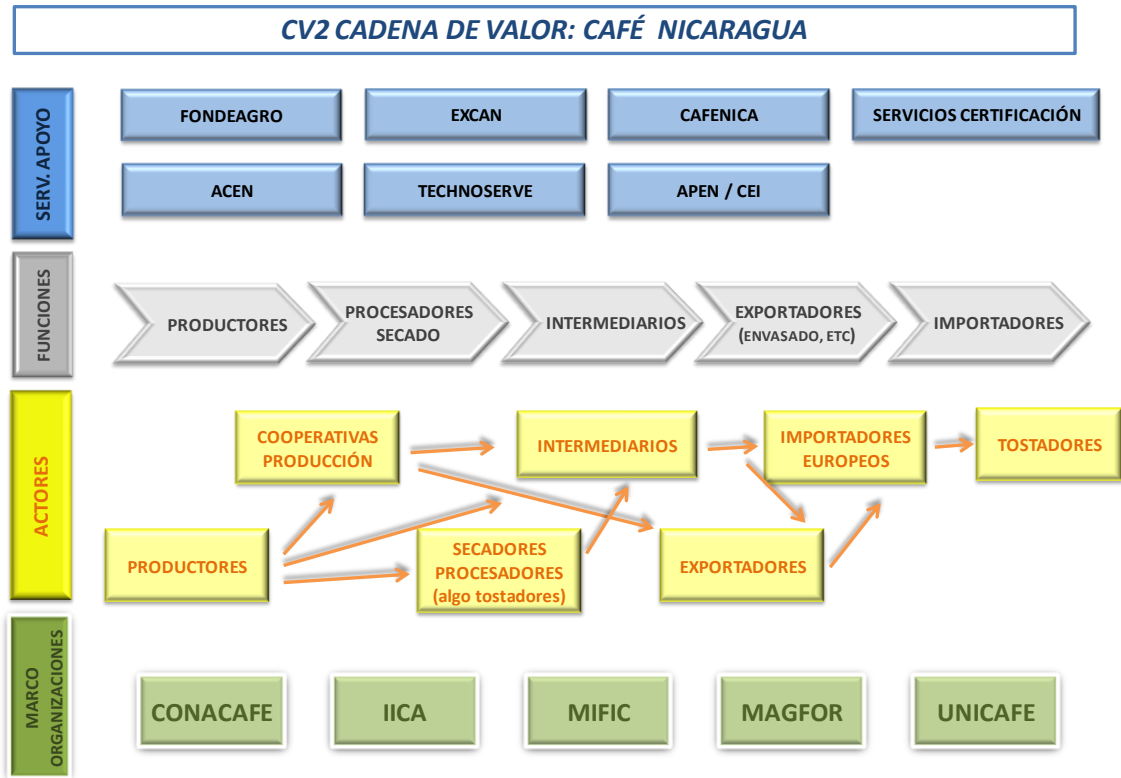 CV2 CADENA DE VALOR: CAFÉ NICARAGUA
SERV. APOYO
FONDEAGRO
EXCAN
CAFENICA
SERVICIOS CERTIFICACIÓN
ACEN
TECHNOSERVE
APEN / CEI
FUNCIONES
PRODUCTORES
PROCESADORES
SECADO
INTERMEDIARIOS
EXPORTADORES
(ENVASADO, ETC)
IMPORTADORES
ACTORES
COOPERATIVAS
PRODUCCIÓN
INTERMEDIARIOS
IMPORTADORES
EUROPEOS
TOSTADORES
PRODUCTORES
SECADORES
PROCESADORES
(algo tostadores)
EXPORTADORES
MARCO
ORGANIZACIONES
CONACAFE
IICA
MIFIC
MAGFOR
UNICAFE